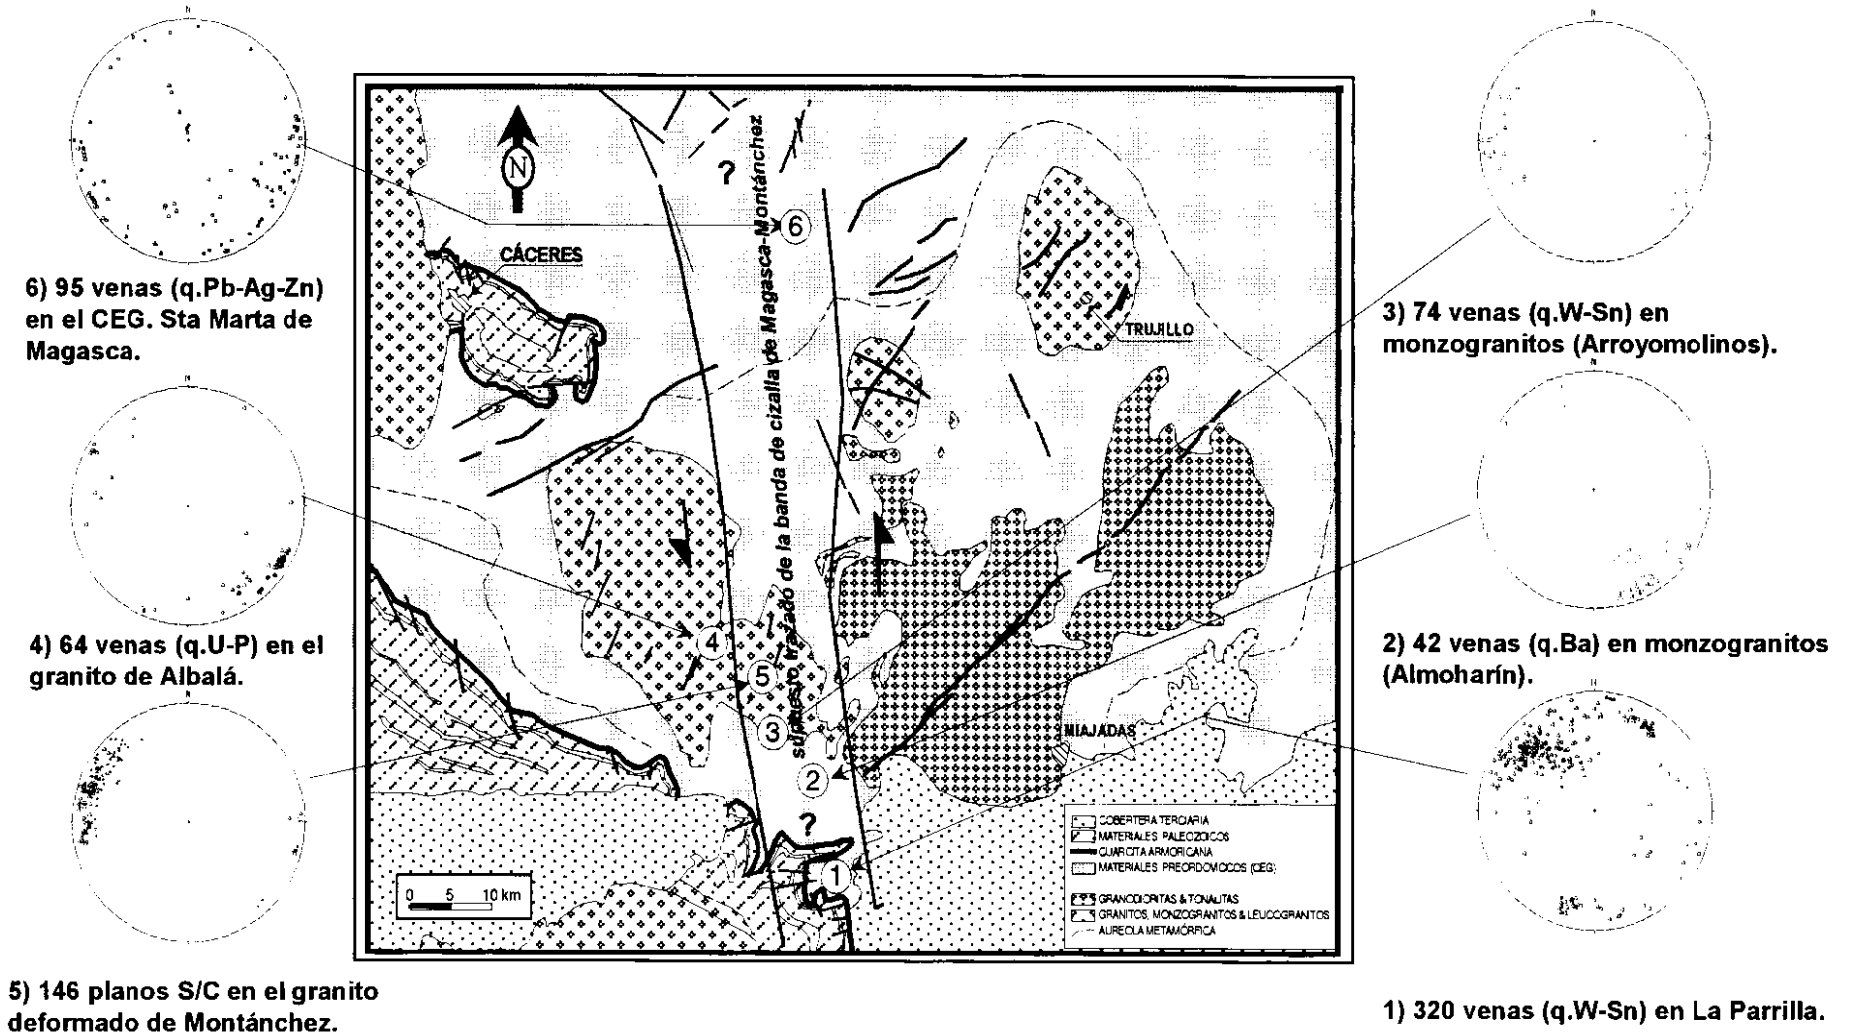 N
6) 95 venas (q.Pb-Ag-Zn)
en el CEG. Sta Marta de
Magasca.
N
4) 64 venas (q.U-P) en el
granito de Albalá.
N
5) 146 planos S/C en el granito
deformado de Montánchez.
N
CÁCERES
?
supuesto trazado de la banda de cizalla de Magasca-Montánchez
6
TRUJILLO
4
5
3
2
MIAJADAS
?
1
0 5 10 km
COBERTERA TERCIARIA
MATERIALES PALEOZOICOS
CUARCITA ARMORICANA
MATERIALES PREORDOVICICOS (CEG)
GRANODIORITAS & TONALITAS
GRANITOS, MONZOGRANITOS & LEUCOGRANITOS
AUREOLA METAMÓRFICA
N
3) 74 venas (q.W-Sn) en
monzogranitos (Arroyomolinos).
N
2) 42 venas (q.Ba) en monzogranitos
(Almoharín).
N
1) 320 venas (q.W-Sn) en La Parrilla.